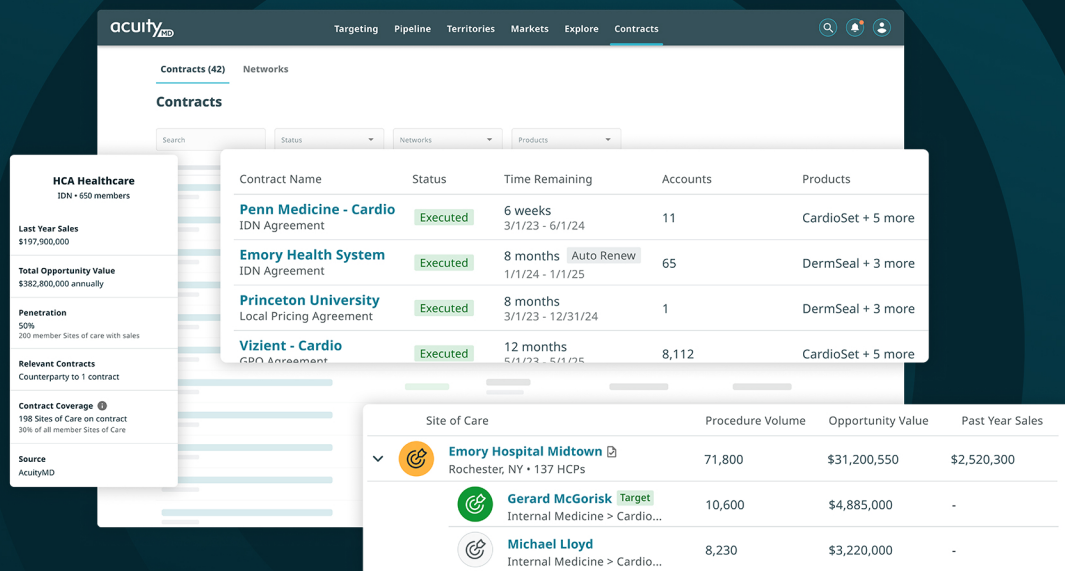 acuityMD
Targeting Pipeline Territories Markets Explore Contracts
Contracts (42) Networks
Contracts
Search Status Networks Products
HCA Healthcare
IDN • 650 members
Last Year Sales
$197,900,000
Total Opportunity Value
$382,800,000 annually
Penetration
50%
200 member Sites of care with sales
Relevant Contracts
Counterparty to 1 contract
Contract Coverage
198 Sites of Care on contract
30% of all member Sites of Care
Source
AcuityMD
Contract Name Status Time Remaining Accounts Products
Penn Medicine - Cardio
IDN Agreement
Executed
6 weeks
3/1/23 - 6/1/24
11
CardioSet + 5 more
Emory Health System
IDN Agreement
Executed
8 months Auto Renew
1/1/24 - 1/1/25
65
DermSeal + 3 more
Princeton University
Local Pricing Agreement
Executed
8 months
3/1/23 - 12/31/24
1
DermSeal + 3 more
Vizient - Cardio
GPO Agreement
Executed
12 months
5/1/23 - 5/1/25
8,112
CardioSet + 5 more
Site of Care Procedure Volume Opportunity Value Past Year Sales
Emory Hospital Midtown
Rochester, NY • 137 HCPs
71,800
$31,200,550
$2,520,300
Gerard McGorisk Target
Internal Medicine > Cardio...
10,600
$4,885,000
-
Michael Lloyd
Internal Medicine > Cardio...
8,230
$3,220,000
-